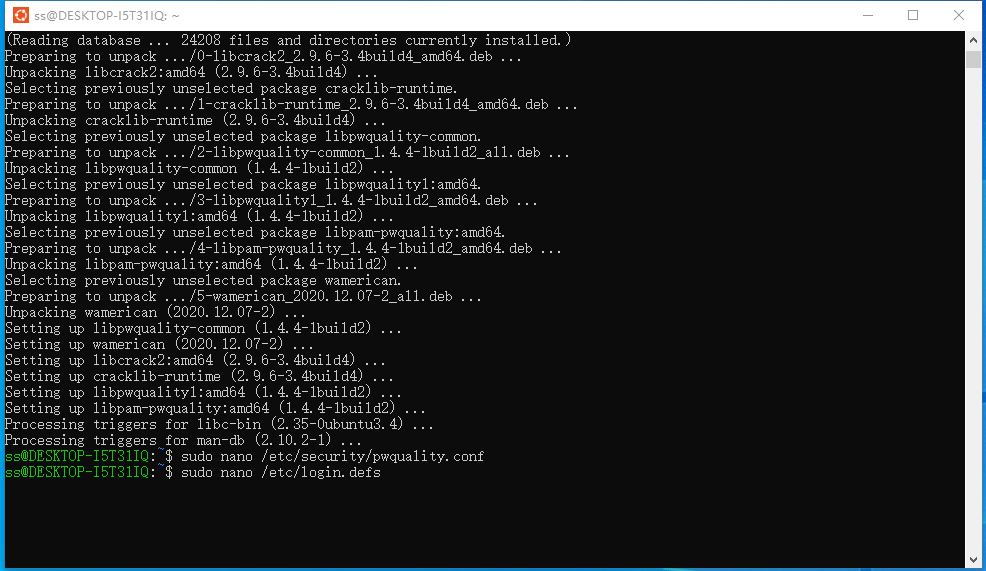 ss@DESKTOP-I5T31IQ: ~
(Reading database ... 24208 files and directories currently installed.)
Preparing to unpack .../0-libcrack2_2.9.6-3.4build4_amd64.deb ...
Unpacking libcrack2:amd64 (2.9.6-3.4build4) ...
Selecting previously unselected package cracklib-runtime.
Preparing to unpack .../1-cracklib-runtime_2.9.6-3.4build4_amd64.deb ...
Unpacking cracklib-runtime (2.9.6-3.4build4) ...
Selecting previously unselected package libpwquality-common.
Preparing to unpack .../2-libpwquality-common_1.4.4-1build2_all.deb ...
Unpacking libpwquality-common (1.4.4-1build2) ...
Selecting previously unselected package libpwquality1:amd64.
Preparing to unpack .../3-libpwquality1_1.4.4-1build2_amd64.deb ...
Unpacking libpwquality1:amd64 (1.4.4-1build2) ...
Selecting previously unselected package libpam-pwquality:amd64.
Preparing to unpack .../4-libpam-pwquality_1.4.4-1build2_amd64.deb ...
Unpacking libpam-pwquality:amd64 (1.4.4-1build2) ...
Selecting previously unselected package wamerican.
Preparing to unpack .../5-wamerican_2020.12.07-2_all.deb ...
Unpacking wamerican (2020.12.07-2) ...
Setting up libpwquality-common (1.4.4-1build2) ...
Setting up wamerican (2020.12.07-2) ...
Setting up libcrack2:amd64 (2.9.6-3.4build4) ...
Setting up cracklib-runtime (2.9.6-3.4build4) ...
Setting up libpwquality1:amd64 (1.4.4-1build2) ...
Setting up libpam-pwquality:amd64 (1.4.4-1build2) ...
Processing triggers for libc-bin (2.35-0ubuntu3.4) ...
Processing triggers for man-db (2.10.2-1) ...
ss@DESKTOP-I5T31IQ:~$ sudo nano /etc/security/pwquality.conf
ss@DESKTOP-I5T31IQ:~$ sudo nano /etc/login.defs